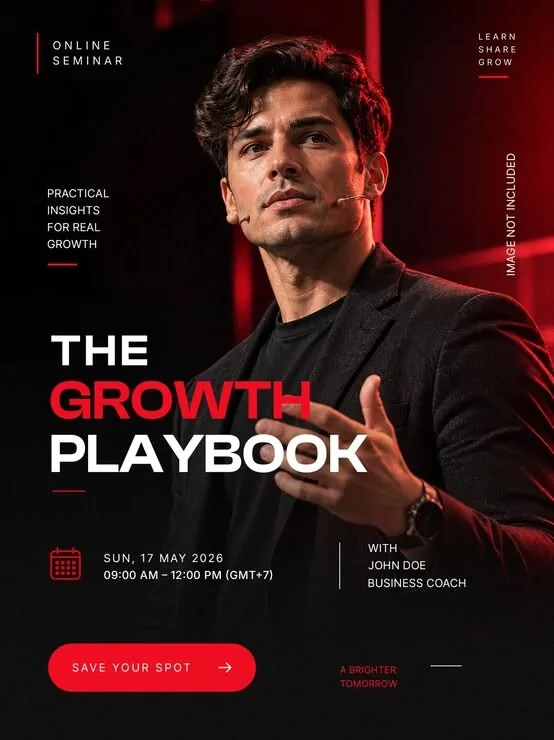 ONLINE
SEMINAR
LEARN
SHARE
GROW
PRACTICAL
INSIGHTS
FOR REAL
GROWTH
IMAGE NOT INCLUDED
THE
GROWTH
PLAYBOOK
SUN, 17 MAY 2026
09:00 AM – 12:00 PM (GMT+7)
WITH
JOHN DOE
BUSINESS COACH
SAVE YOUR SPOT
A BRIGHTER
TOMORROW